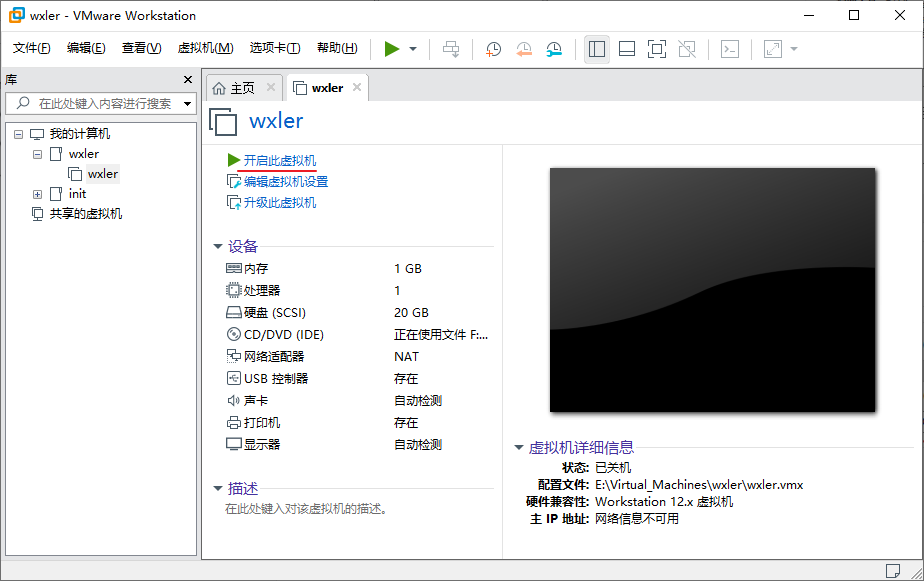 wxler - VMware Workstation
文件(F) 编辑(E) 查看(V) 虚拟机(M) 选项卡(T) 帮助(H)
库
在此处键入内容进行搜索
我的计算机
wxler
wxler
init
共享的虚拟机
主页 wxler
wxler
开启此虚拟机
编辑虚拟机设置
升级此虚拟机
设备
内存 1 GB
处理器 1
硬盘 (SCSI) 20 GB
CD/DVD (IDE) 正在使用文件 F:...
网络适配器 NAT
USB 控制器 存在
声卡 自动检测
打印机 存在
显示器 自动检测
描述
在此处键入对该虚拟机的描述。
虚拟机详细信息
状态: 已关机
配置文件: E:\Virtual_Machines\wxler\wxler.vmx
硬件兼容性: Workstation 12.x 虚拟机
主 IP 地址: 网络信息不可用